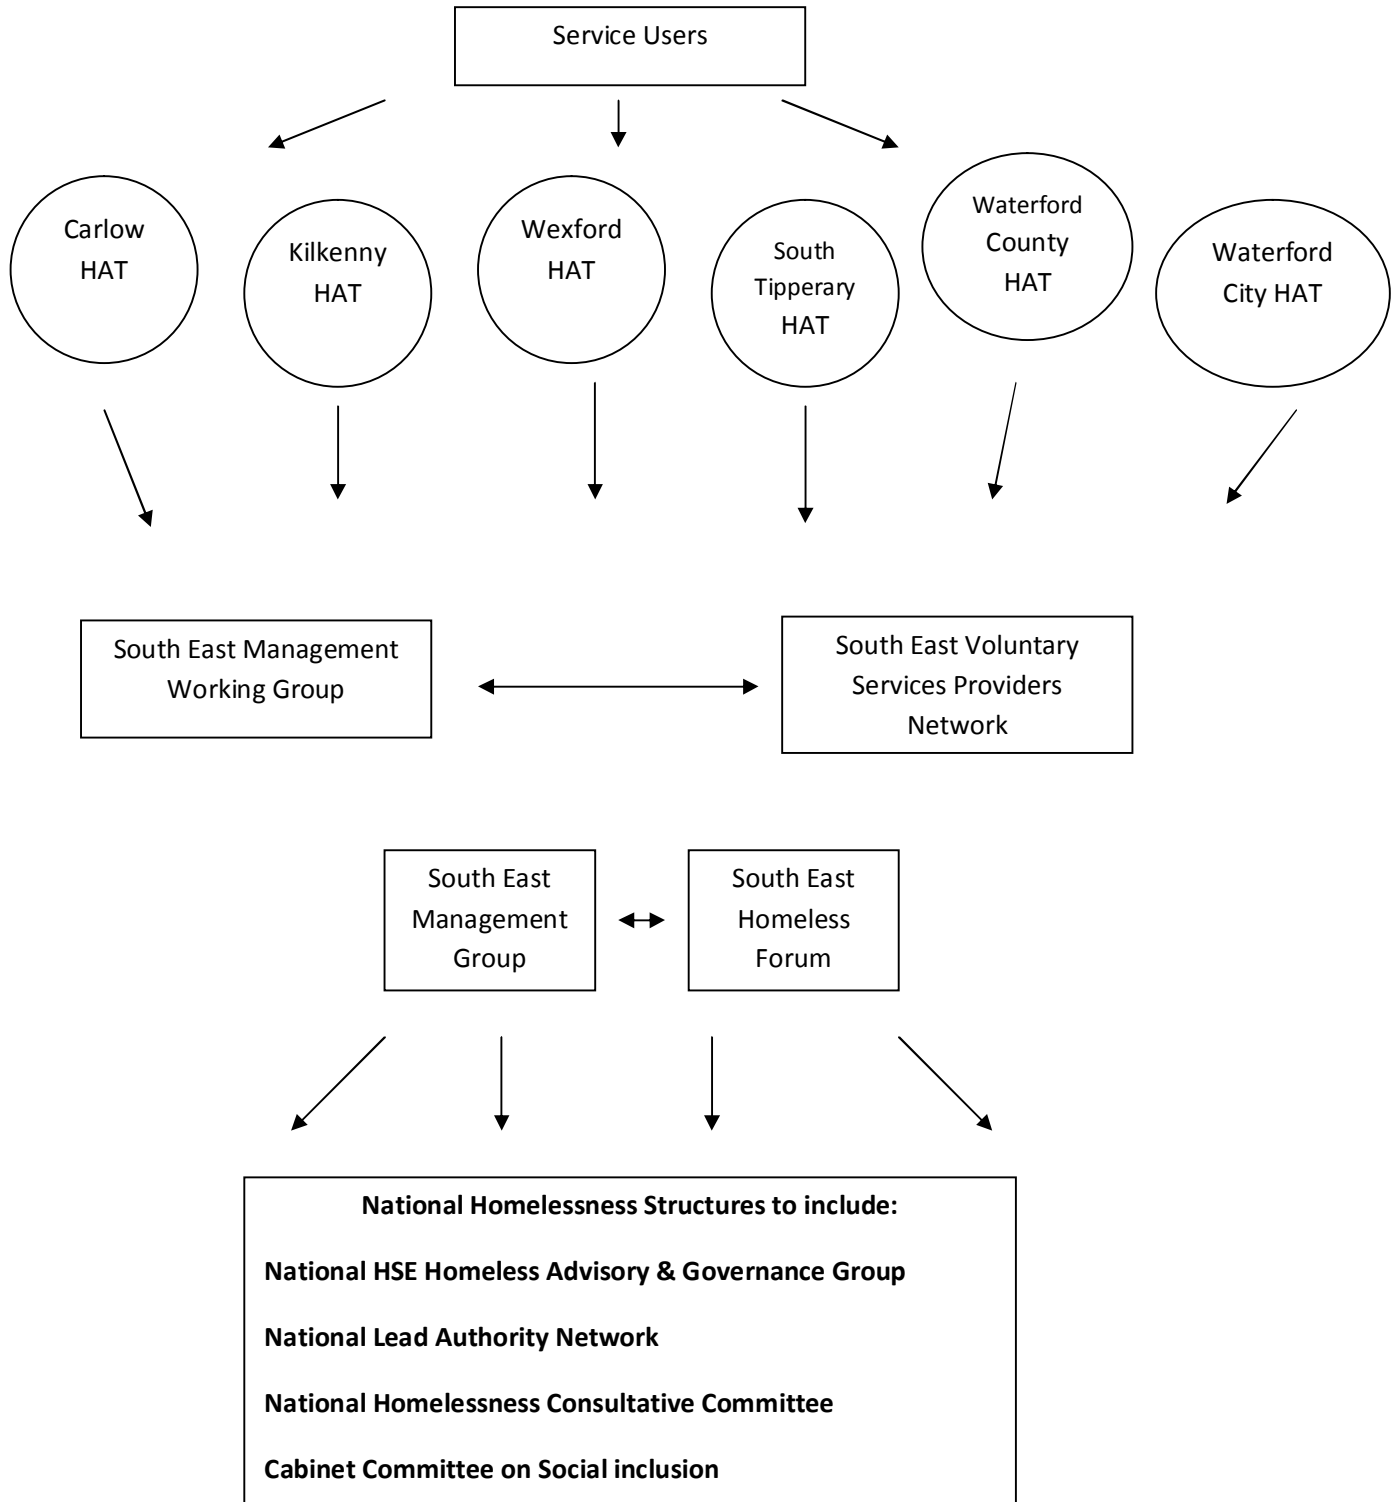 Service Users
Carlow
HAT
Kilkenny
HAT
Wexford
HAT
South
Tipperary
HAT
Waterford
County
HAT
Waterford
City HAT
South East Management
Working Group
South East Voluntary
Services Providers
Network
South East
Management
Group
South East
Homeless
Forum
National Homelessness Structures to include:
National HSE Homeless Advisory & Governance Group
National Lead Authority Network
National Homelessness Consultative Committee
Cabinet Committee on Social inclusion